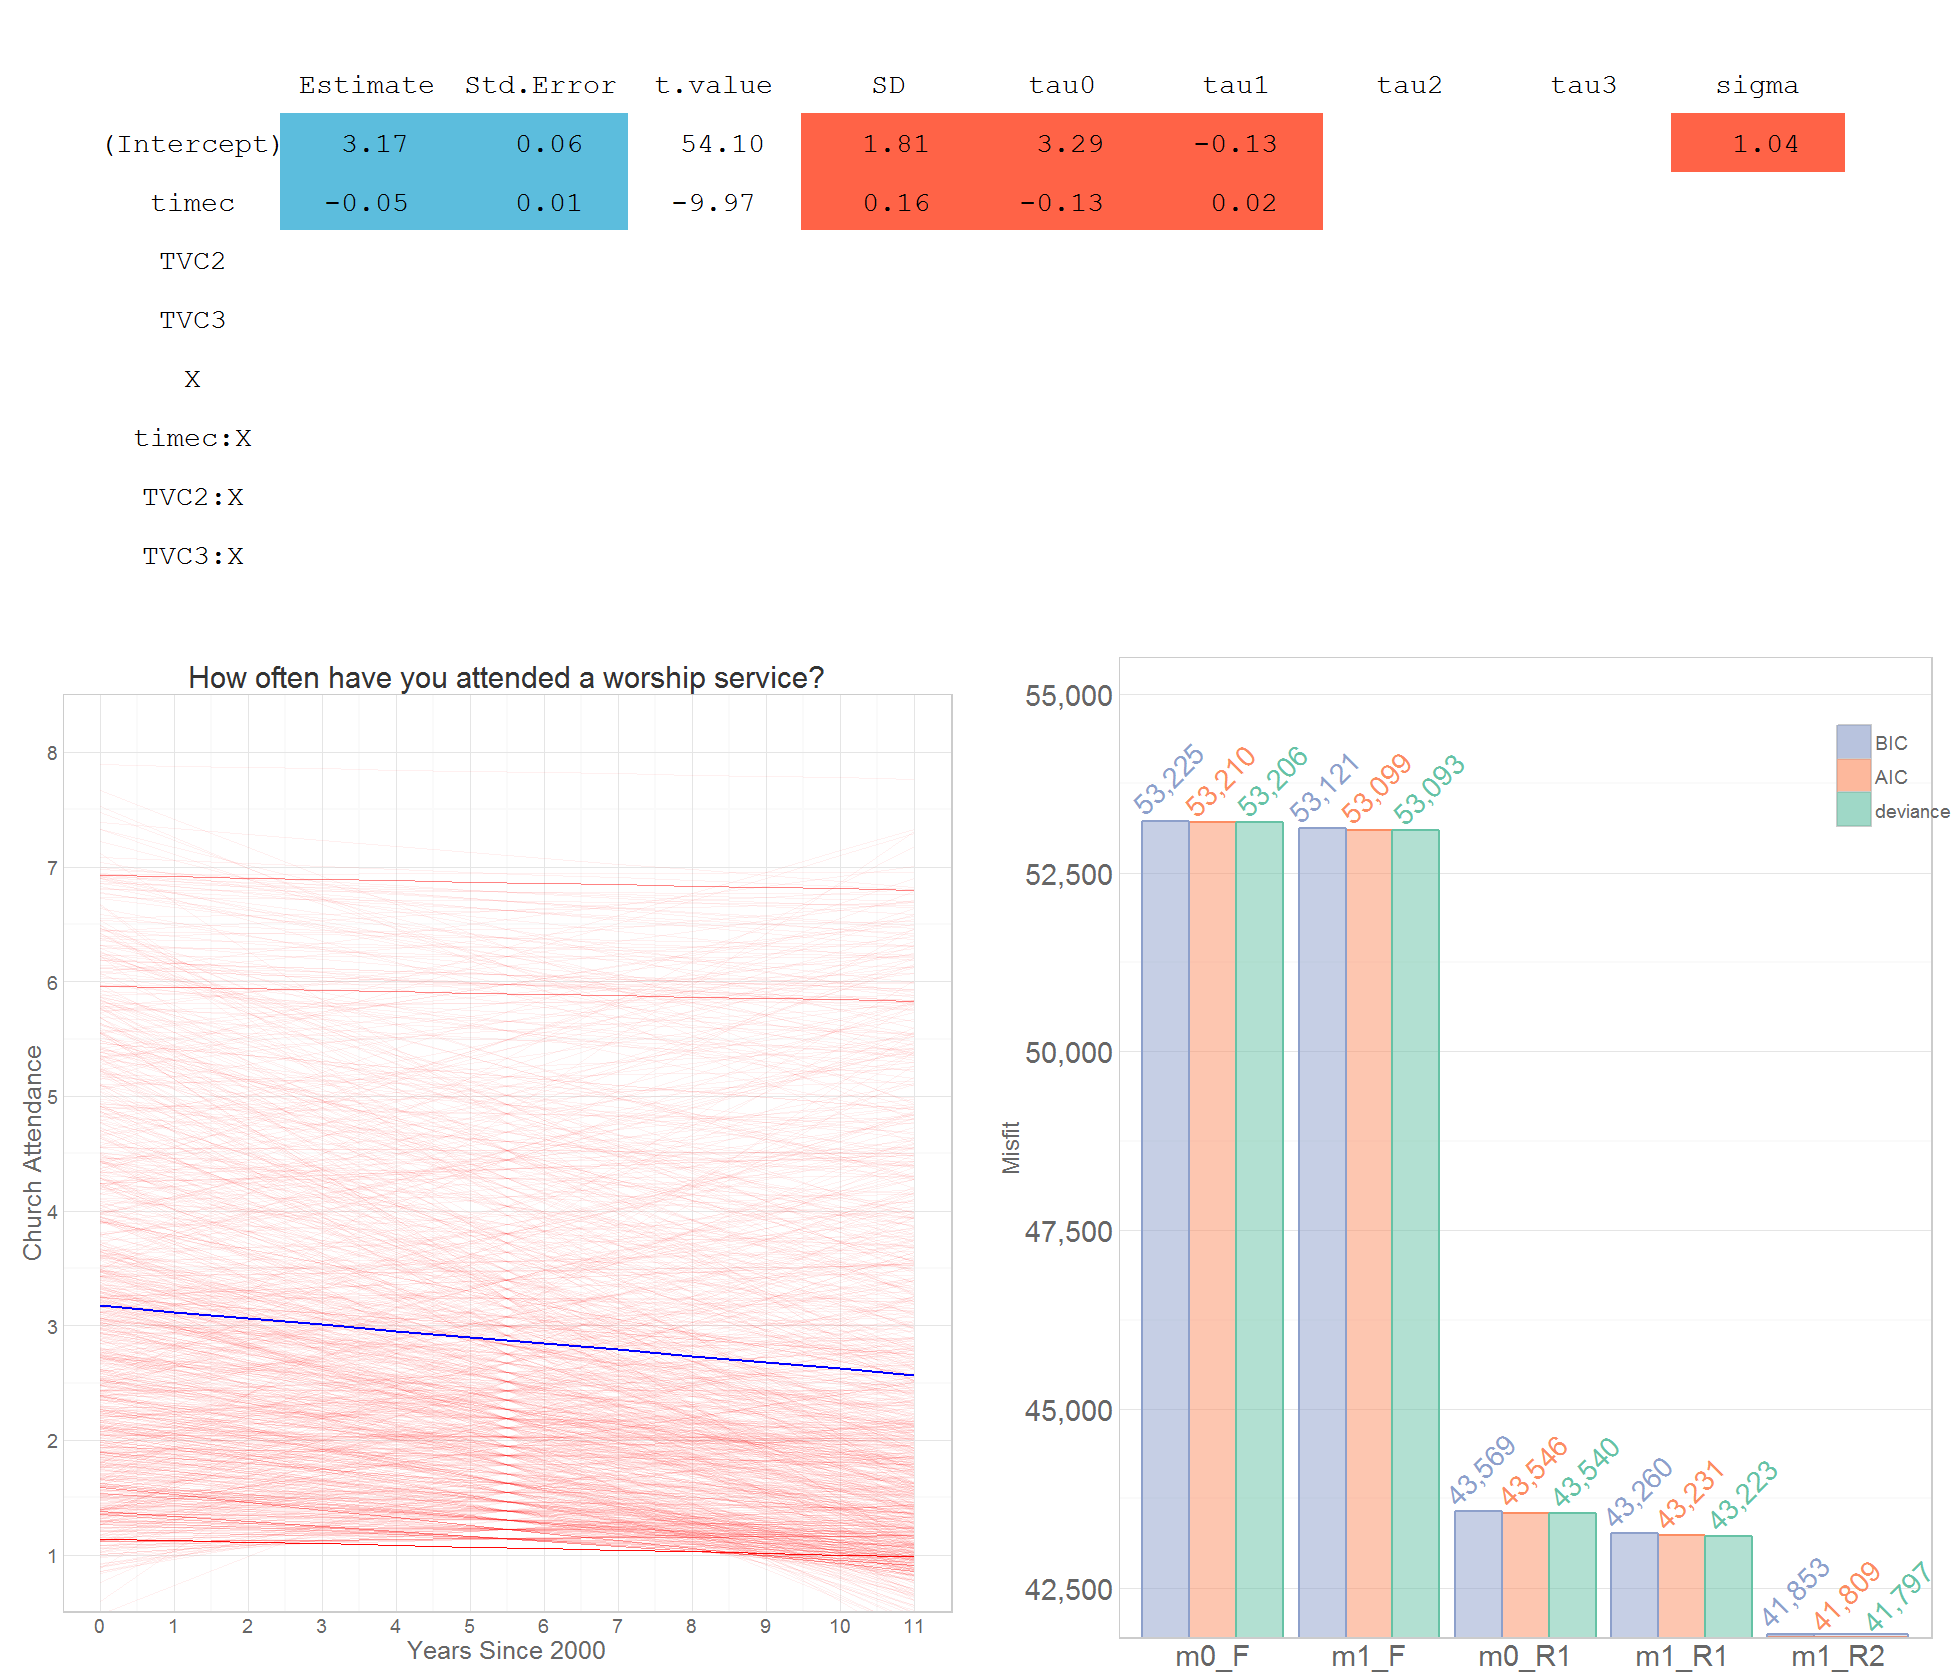 Estimate Std.Error t.value SD tau0 tau1 tau2 tau3 sigma
(Intercept) 3.17 0.06 54.10 1.81 3.29 -0.13 1.04
timec -0.05 0.01 -9.97 0.16 -0.13 0.02
TVC2
TVC3
X
timec:X
TVC2:X
TVC3:X
How often have you attended a worship service?
Church Attendance
8
7
6
5
4
3
2
1
0 1 2 3 4 5 6 7 8 9 10 11
Years Since 2000
Misfit
55,000
52,500
50,000
47,500
45,000
42,500
53,225 53,210 53,206 53,121 53,099 53,093
43,569 43,546 43,540 43,260 43,231 43,223
41,853 41,809 41,797
m0_F m1_F m0_R1 m1_R1 m1_R2
BIC
AIC
deviance